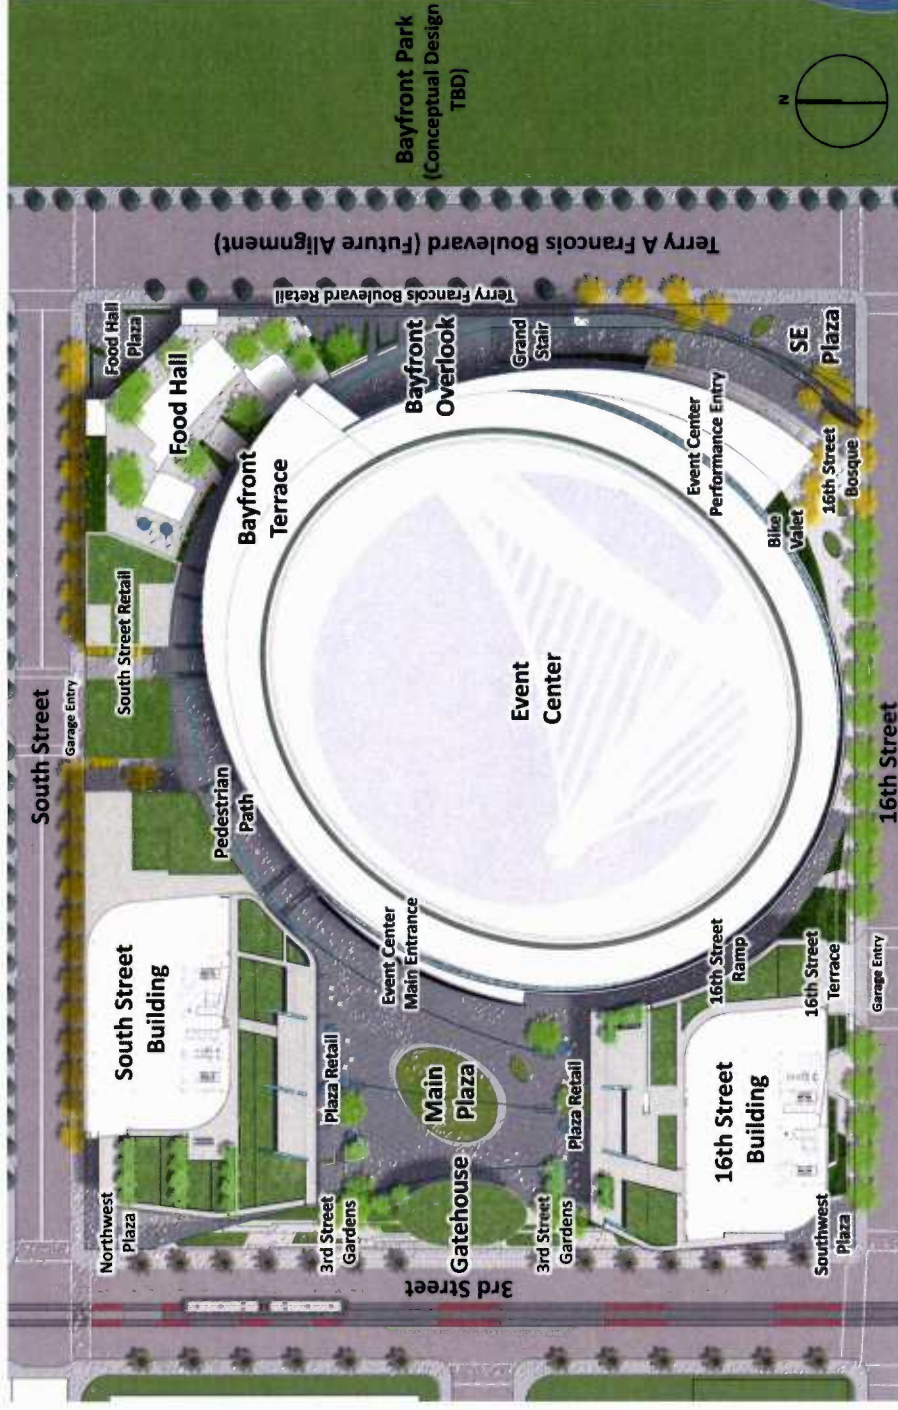 Bayfront Park
(Conceptual Design
TBD)
N
Terry A Francois Boulevard (Future Alignment)
Terry Francois Boulevard Retail
Food Hall
Plaza
Food Hall
Bayfront
Overlook
Grand
Stair
SE
Plaza
Bayfront
Terrace
Event Center
Performance Entry
16th Street
Bosque
Bike
Valet
South Street Retail
South Street
Garage Entry
Event
Center
16th Street
Pedestrian
Path
Event Center
Main Entrance
16th Street
Ramp
16th Street
Terrace
Garage Entry
South Street
Building
Plaza Retail
Main
Plaza
Plaza Retail
16th Street
Building
Northwest
Plaza
3rd Street
Gardens
Gatehouse
3rd Street
Gardens
Southwest
Plaza
3rd Street